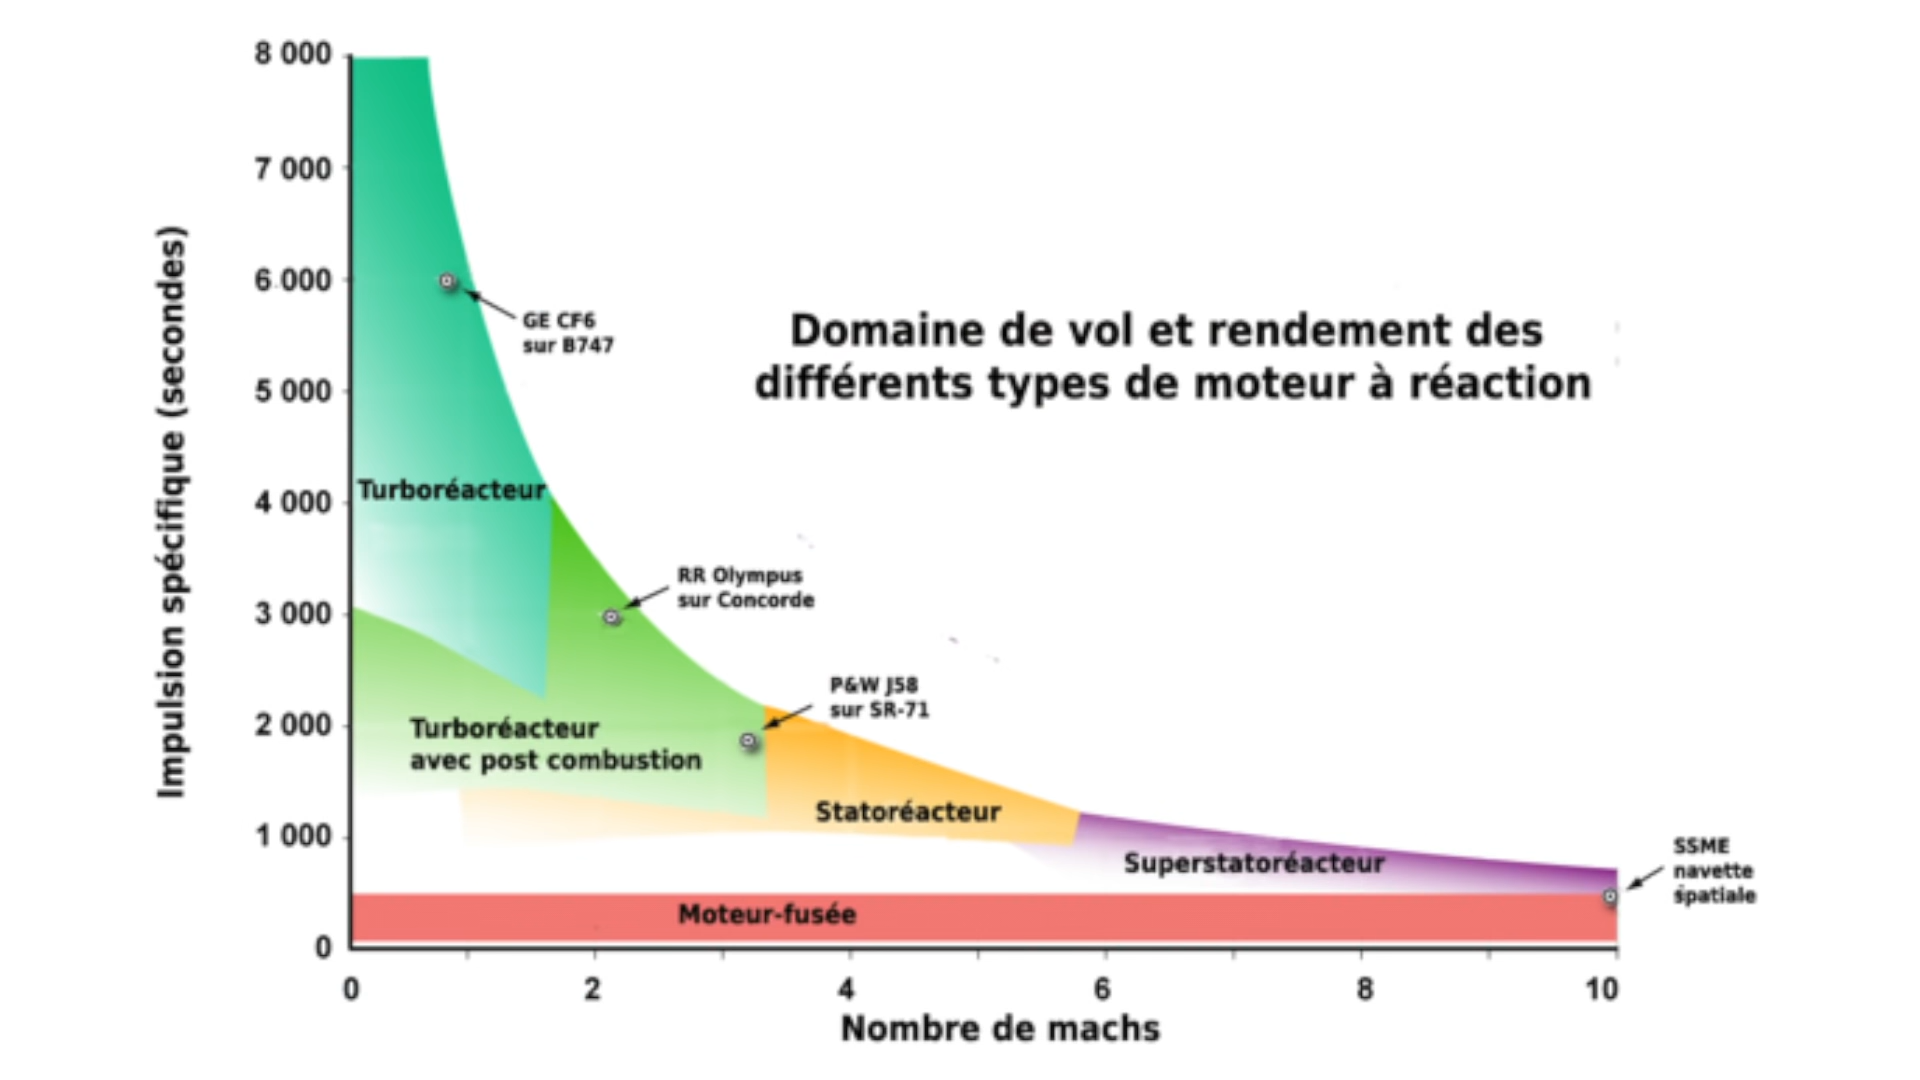 8 000
7 000
6 000
5 000
4 000
3 000
2 000
1 000
0
Impulsion spécifique (secondes)
Domaine de vol et rendement des
différents types de moteur à réaction
GE CF6
sur B747
Turboréacteur
RR Olympus
sur Concorde
P&W J58
sur SR-71
Turboréacteur
avec post combustion
Statoréacteur
Superstatoréacteur
SSME
navette
spatiale
Moteur-fusée
0 2 4 6 8 10
Nombre de machs